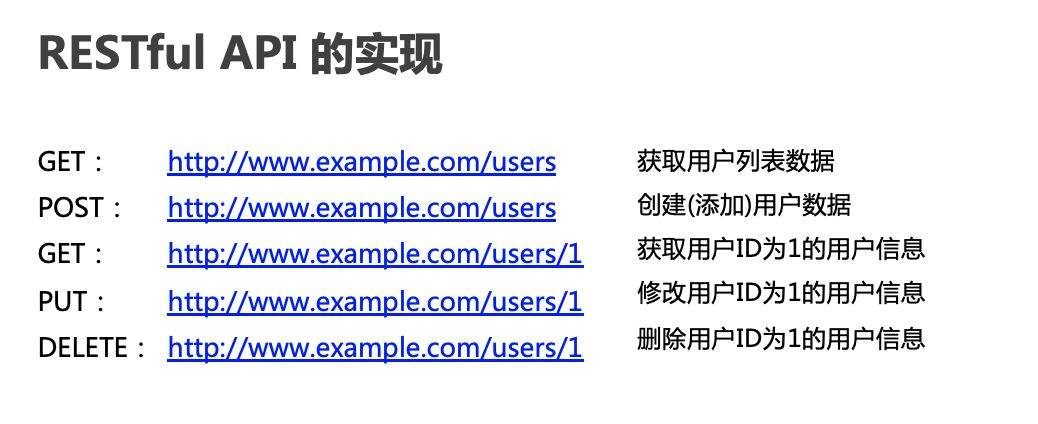 RESTful API 的实现
GET： http://www.example.com/users 获取用户列表数据
POST： http://www.example.com/users 创建(添加)用户数据
GET： http://www.example.com/users/1 获取用户ID为1的用户信息
PUT： http://www.example.com/users/1 修改用户ID为1的用户信息
DELETE： http://www.example.com/users/1 删除用户ID为1的用户信息